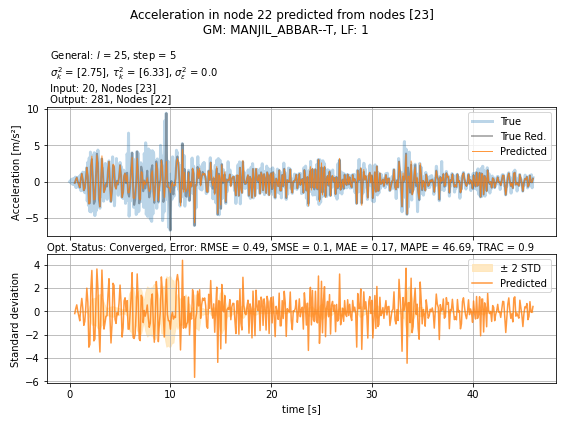 Acceleration in node 22 predicted from nodes [23]
GM: MANJIL_ABBAR--T, LF: 1
General: l = 25, step = 5
σ²ₖ = [2.75], τ²ₖ = [6.33], σ²ε = 0.0
Input: 20, Nodes [23]
Output: 281, Nodes [22]
Acceleration [m/s²]
10
5
0
−5
True
True Red.
Predicted
Opt. Status: Converged, Error: RMSE = 0.49, SMSE = 0.1, MAE = 0.17, MAPE = 46.69, TRAC = 0.9
Standard deviation
4
2
0
−2
−4
−6
± 2 STD
Predicted
0 10 20 30 40
time [s]